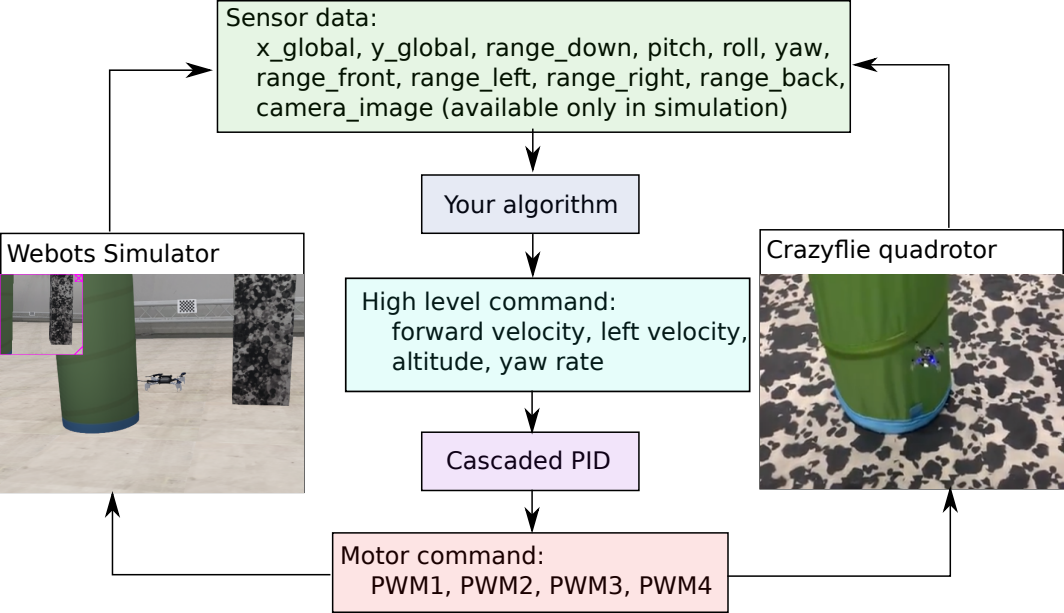 Sensor data:
x_global, y_global, range_down, pitch, roll, yaw,
range_front, range_left, range_right, range_back,
camera_image (available only in simulation)
Your algorithm
Webots Simulator
Crazyflie quadrotor
High level command:
forward velocity, left velocity,
altitude, yaw rate
Cascaded PID
Motor command:
PWM1, PWM2, PWM3, PWM4